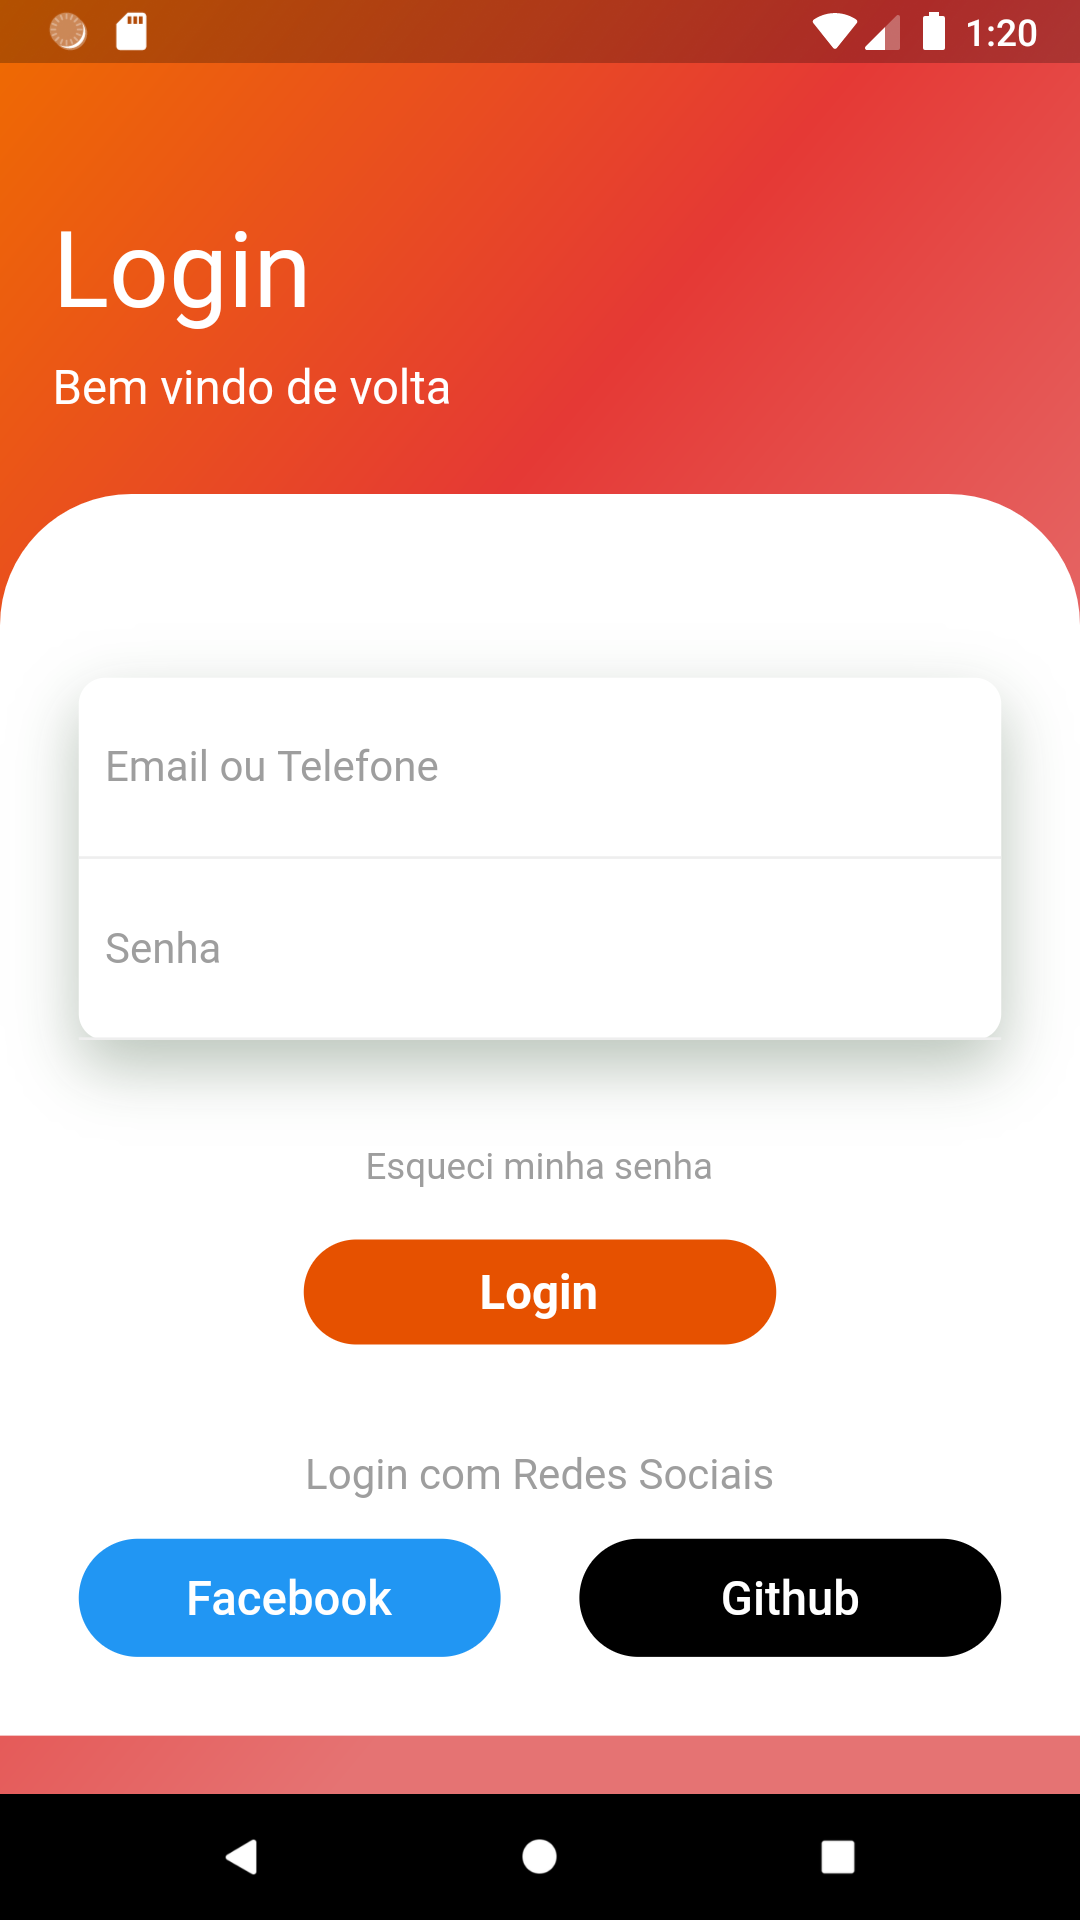 1:20
Login
Bem vindo de volta
Email ou Telefone
Senha
Esqueci minha senha
Login
Login com Redes Sociais
Facebook
Github